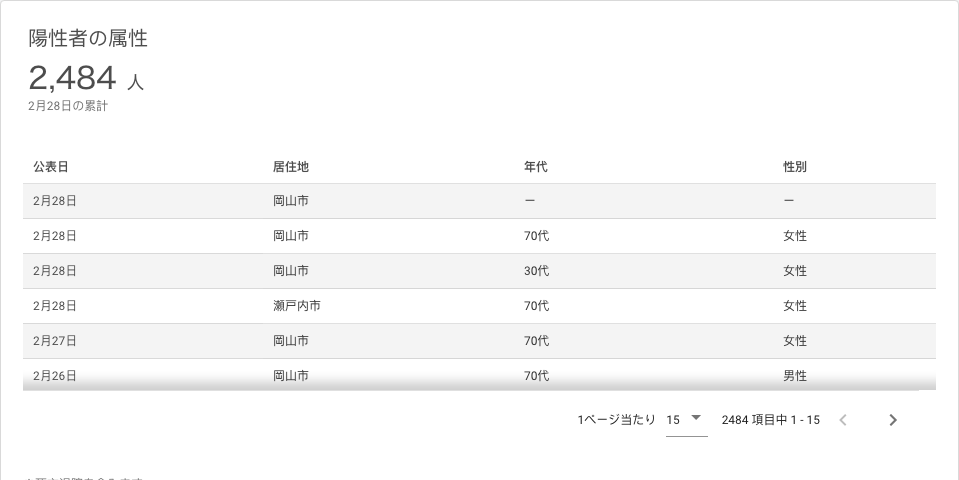 陽性者の属性
2,484 人
2月28日の累計
公表日 居住地 年代 性別
2月28日 岡山市 ー ー
2月28日 岡山市 70代 女性
2月28日 岡山市 30代 女性
2月28日 瀬戸内市 70代 女性
2月27日 岡山市 70代 女性
2月26日 岡山市 70代 男性
1ページ当たり 15 2484 項目中 1 - 15